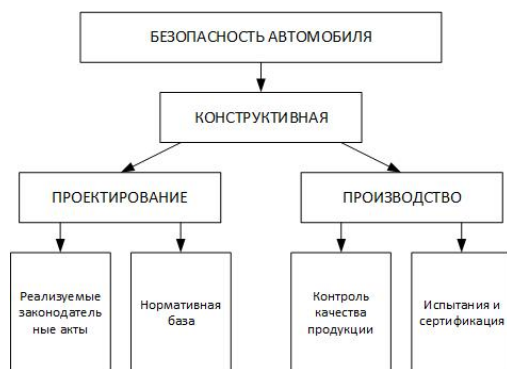 БЕЗОПАСНОСТЬ АВТОМОБИЛЯ
КОНСТРУКТИВНАЯ
ПРОЕКТИРОВАНИЕ
ПРОИЗВОДСТВО
Реализуемые
законодатель
ные акты
Нормативная
база
Контроль
качества
продукции
Испытания и
сертификация